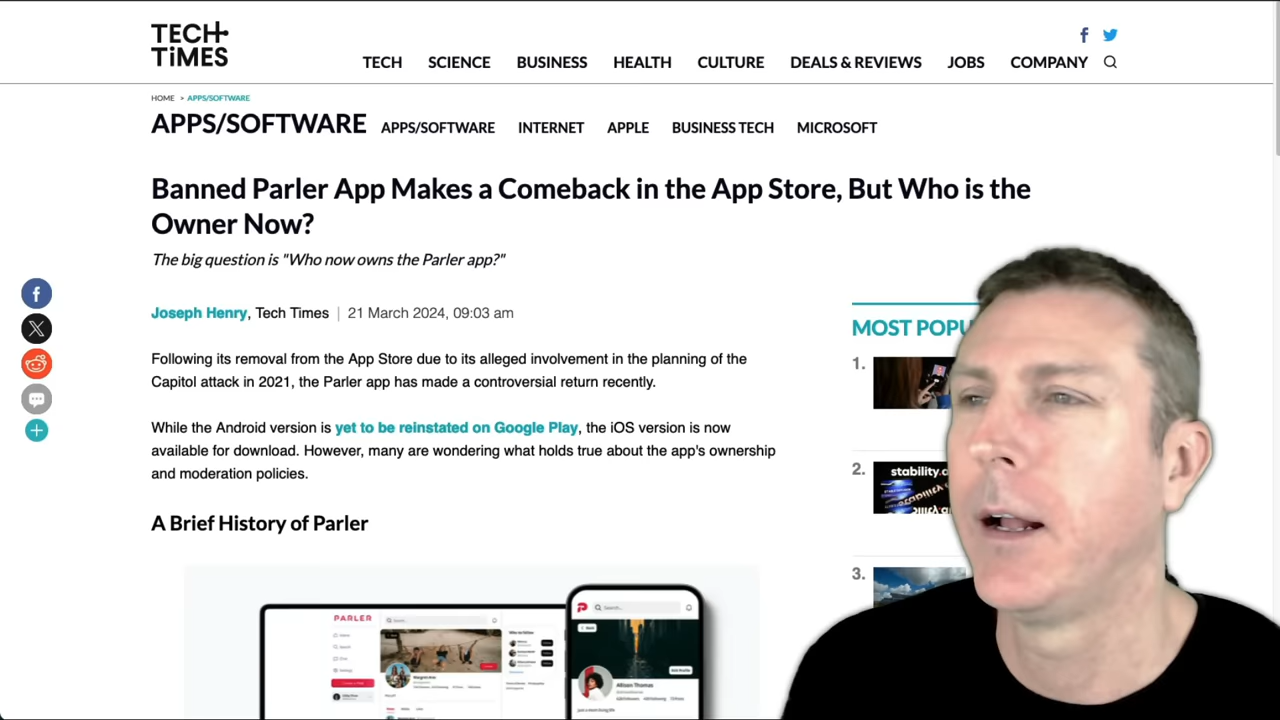 TECH
TiMES
TECH SCIENCE BUSINESS HEALTH CULTURE DEALS & REVIEWS JOBS COMPANY
HOME > APPS/SOFTWARE
APPS/SOFTWARE APPS/SOFTWARE INTERNET APPLE BUSINESS TECH MICROSOFT
Banned Parler App Makes a Comeback in the App Store, But Who is the
Owner Now?
The big question is "Who now owns the Parler app?"
Joseph Henry, Tech Times | 21 March 2024, 09:03 am
Following its removal from the App Store due to its alleged involvement in the planning of the
Capitol attack in 2021, the Parler app has made a controversial return recently.
While the Android version is yet to be reinstated on Google Play, the iOS version is now
available for download. However, many are wondering what holds true about the app's ownership
and moderation policies.
A Brief History of Parler
PARLER
Search...
Allison Thomas
MOST POPU
1.
2.
stability.
3.